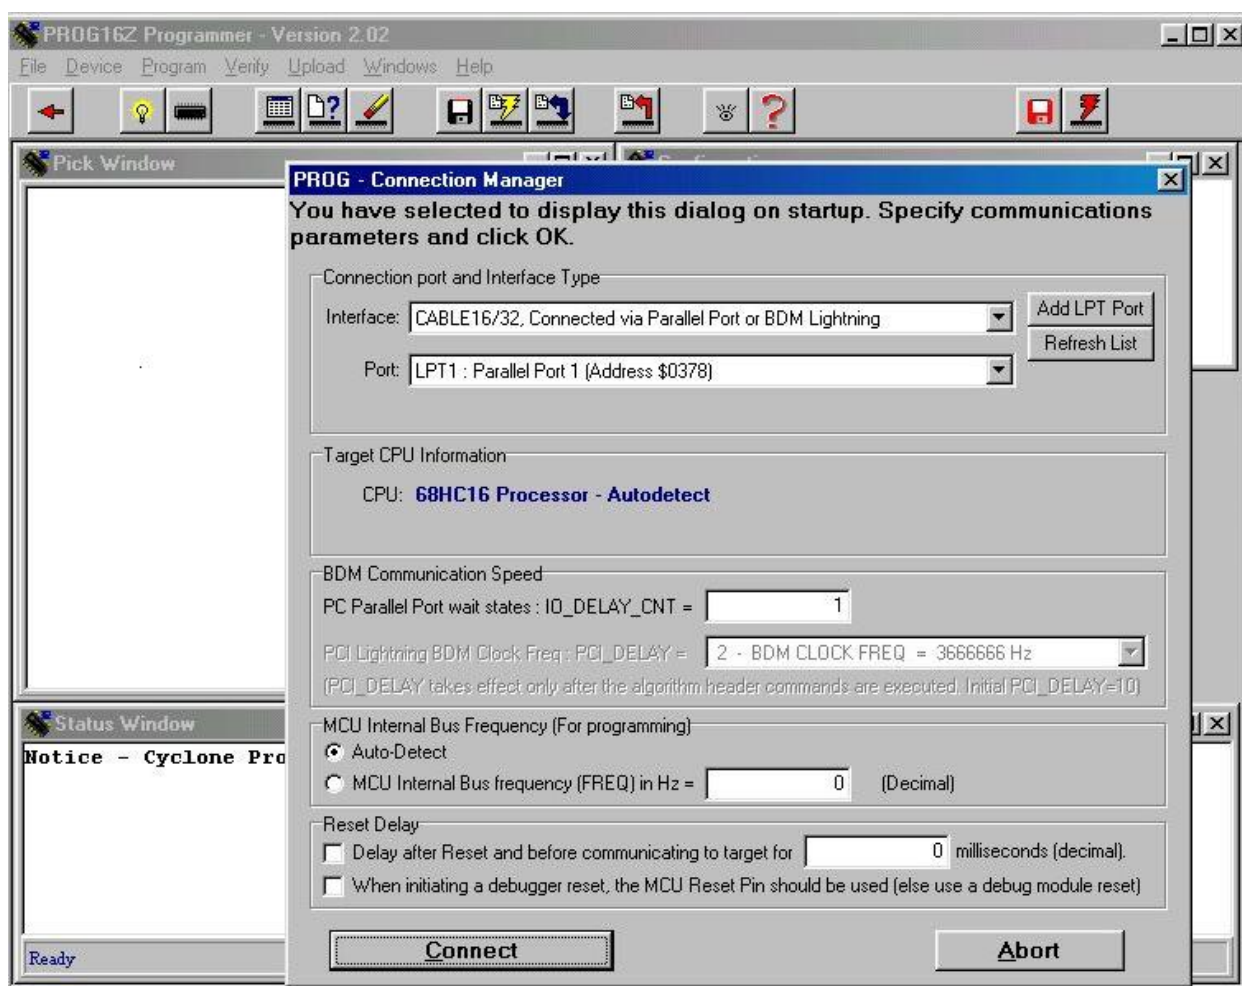 PROG16Z Programmer - Version 2.02
File Device Program Verify Upload Windows Help
Pick Window
PROG - Connection Manager
You have selected to display this dialog on startup. Specify communications
parameters and click OK.
Connection port and Interface Type
Interface: CABLE16/32, Connected via Parallel Port or BDM Lightning
Add LPT Port
Refresh List
Port: LPT1 : Parallel Port 1 (Address $0378)
Target CPU Information
CPU: 68HC16 Processor - Autodetect
BDM Communication Speed
PC Parallel Port wait states : IO_DELAY_CNT = 1
PCI Lightning BDM Clock Freq : PCI_DELAY = 2 - BDM CLOCK FREQ = 3666666 Hz
(PCI_DELAY takes effect only after the algorithm header commands are executed. Initial PCI_DELAY=10)
Status Window
Notice - Cyclone Pro
MCU Internal Bus Frequency (For programming)
Auto-Detect
MCU Internal Bus frequency (FREQ) in Hz = 0 (Decimal)
Reset Delay
Delay after Reset and before communicating to target for 0 milliseconds (decimal).
When initiating a debugger reset, the MCU Reset Pin should be used (else use a debug module reset)
Connect
Abort
Ready